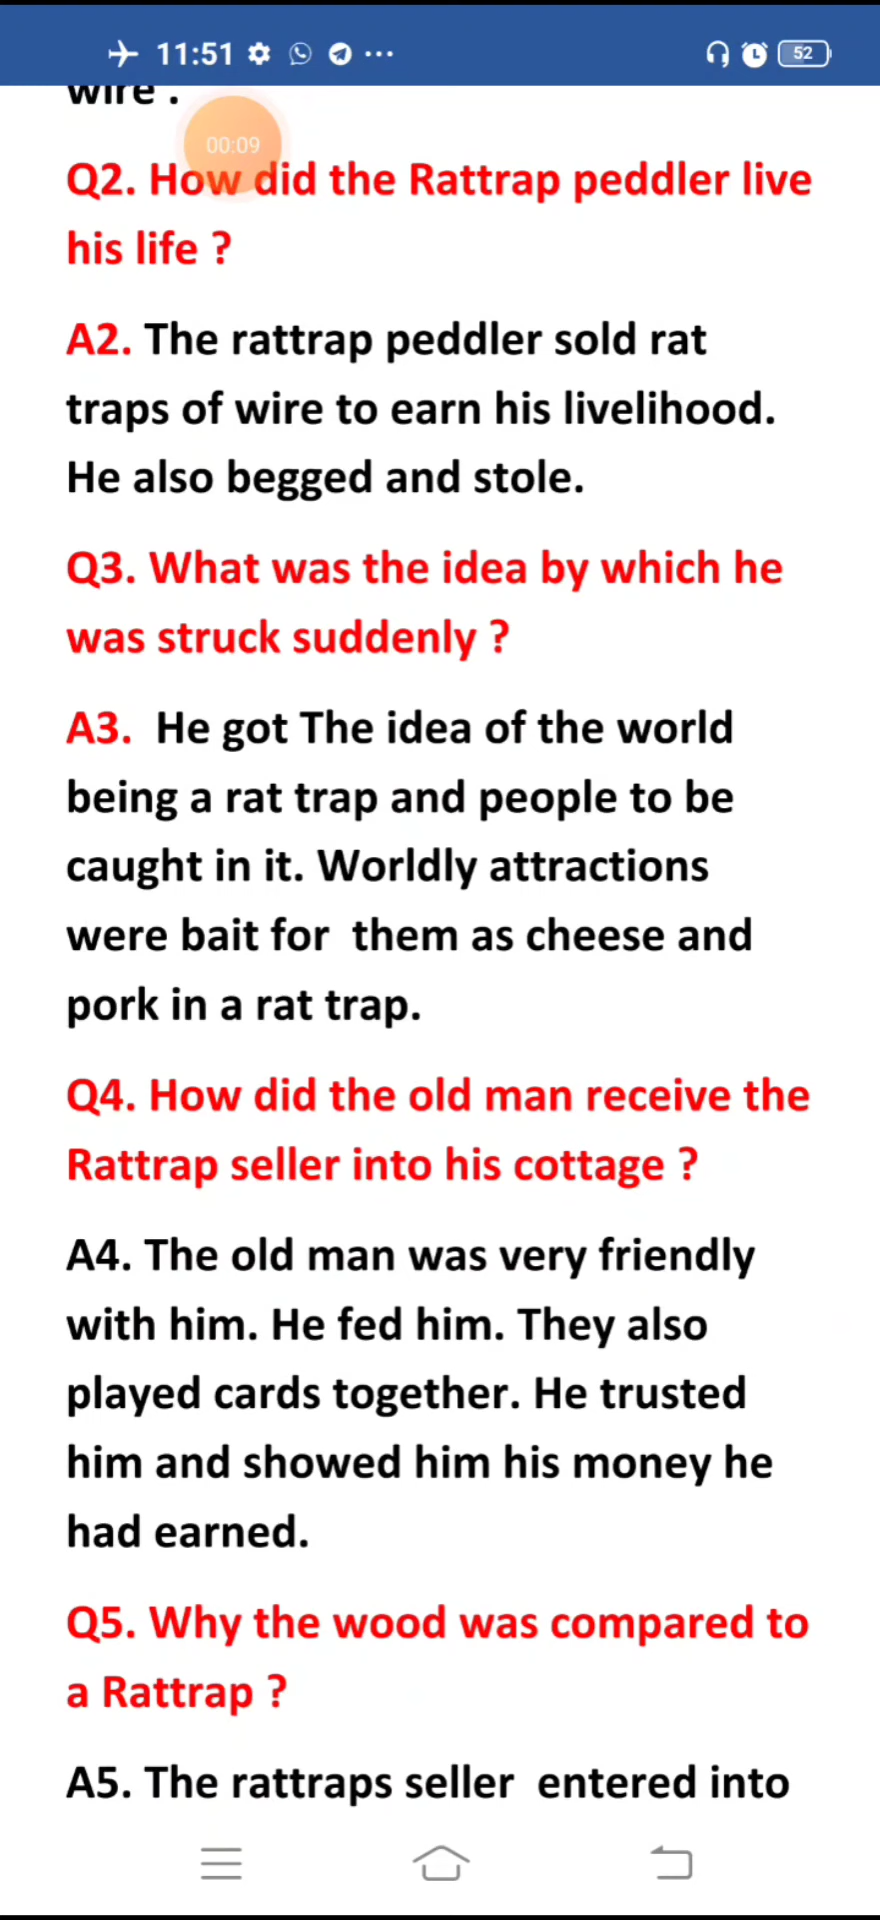 11:51
52
wire .
00:09
Q2. How did the Rattrap peddler live
his life ?
A2. The rattrap peddler sold rat
traps of wire to earn his livelihood.
He also begged and stole.
Q3. What was the idea by which he
was struck suddenly ?
A3.  He got The idea of the world
being a rat trap and people to be
caught in it. Worldly attractions
were bait for  them as cheese and
pork in a rat trap.
Q4. How did the old man receive the
Rattrap seller into his cottage ?
A4. The old man was very friendly
with him. He fed him. They also
played cards together. He trusted
him and showed him his money he
had earned.
Q5. Why the wood was compared to
a Rattrap ?
A5. The rattraps seller  entered into